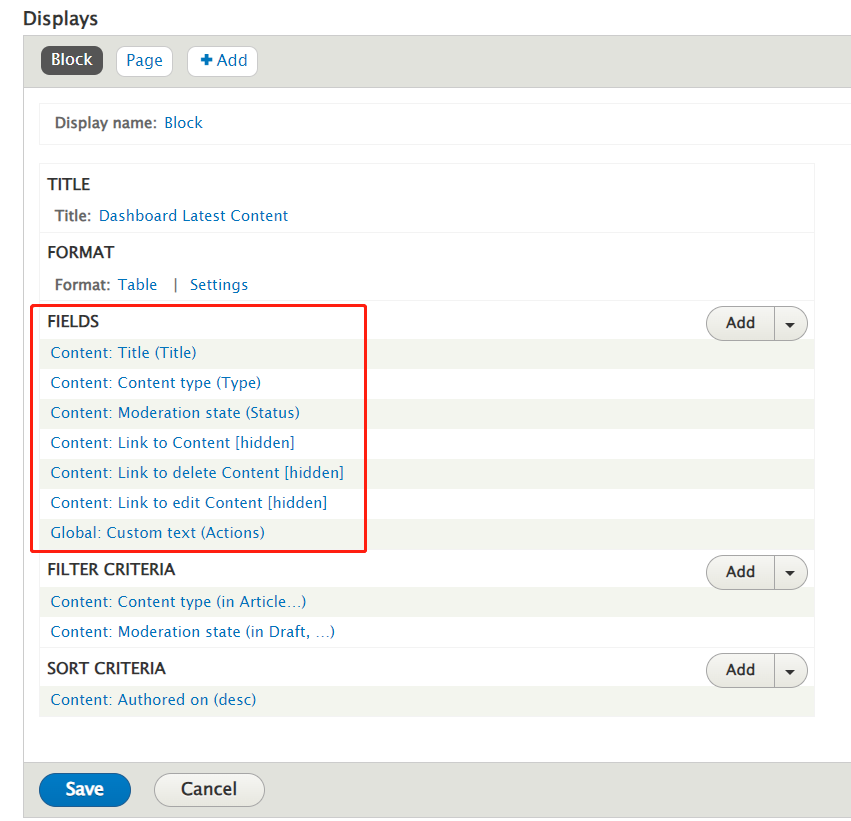 Displays
Block Page + Add
Display name: Block
TITLE
Title: Dashboard Latest Content
FORMAT
Format: Table | Settings
FIELDS Add
Content: Title (Title)
Content: Content type (Type)
Content: Moderation state (Status)
Content: Link to Content [hidden]
Content: Link to delete Content [hidden]
Content: Link to edit Content [hidden]
Global: Custom text (Actions)
FILTER CRITERIA Add
Content: Content type (in Article...)
Content: Moderation state (in Draft, ...)
SORT CRITERIA Add
Content: Authored on (desc)
Save Cancel